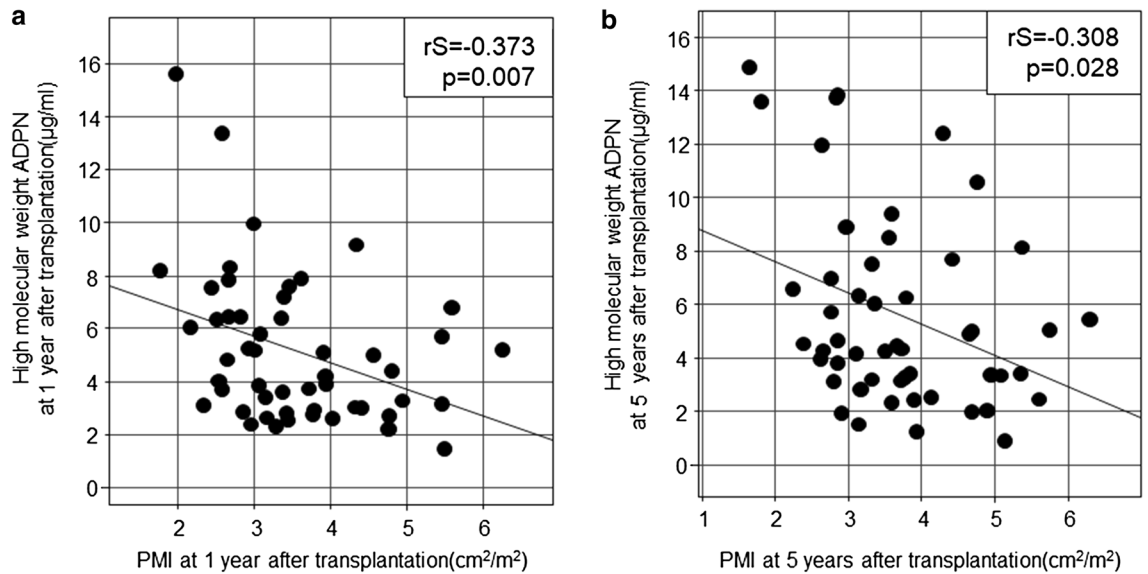 a
rS=-0.373
p=0.007
High molecular weight ADPN
at 1 year after transplantation(µg/ml)
16
14
12
10
8
6
4
2
0
2 3 4 5 6
PMI at 1 year after transplantation(cm²/m²)
b
rS=-0.308
p=0.028
High molecular weight ADPN
at 5 years after transplantation(µg/ml)
16
14
12
10
8
6
4
2
0
1 2 3 4 5 6
PMI at 5 years after transplantation(cm²/m²)